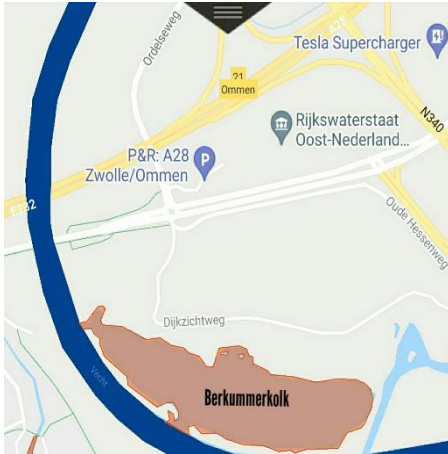 A28
Tesla Supercharger
Ordelseweg
21
Ommen
N340
Rijkswaterstaat
Oost-Nederland...
P&R: A28
Zwolle/Ommen
E232
Oude Hessenweg
Dijkzichtweg
Vecht
Berkummerkolk